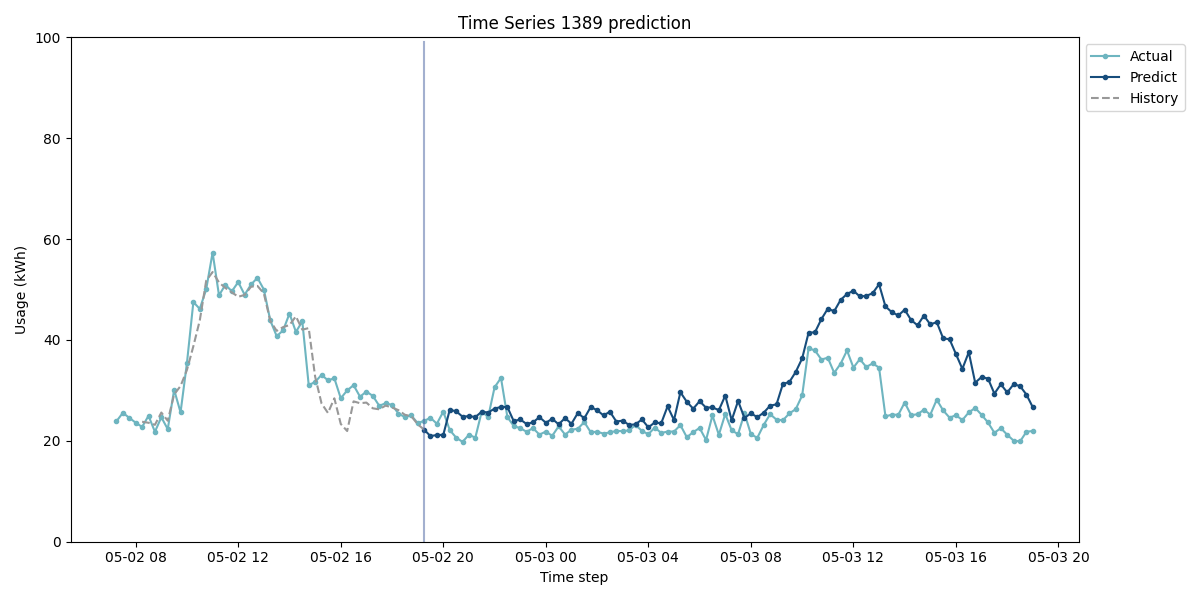 Time Series 1389 prediction
Usage (kWh)
100
80
60
40
20
0
05-02 08
05-02 12
05-02 16
05-02 20
05-03 00
05-03 04
05-03 08
05-03 12
05-03 16
05-03 20
Time step
Actual
Predict
History